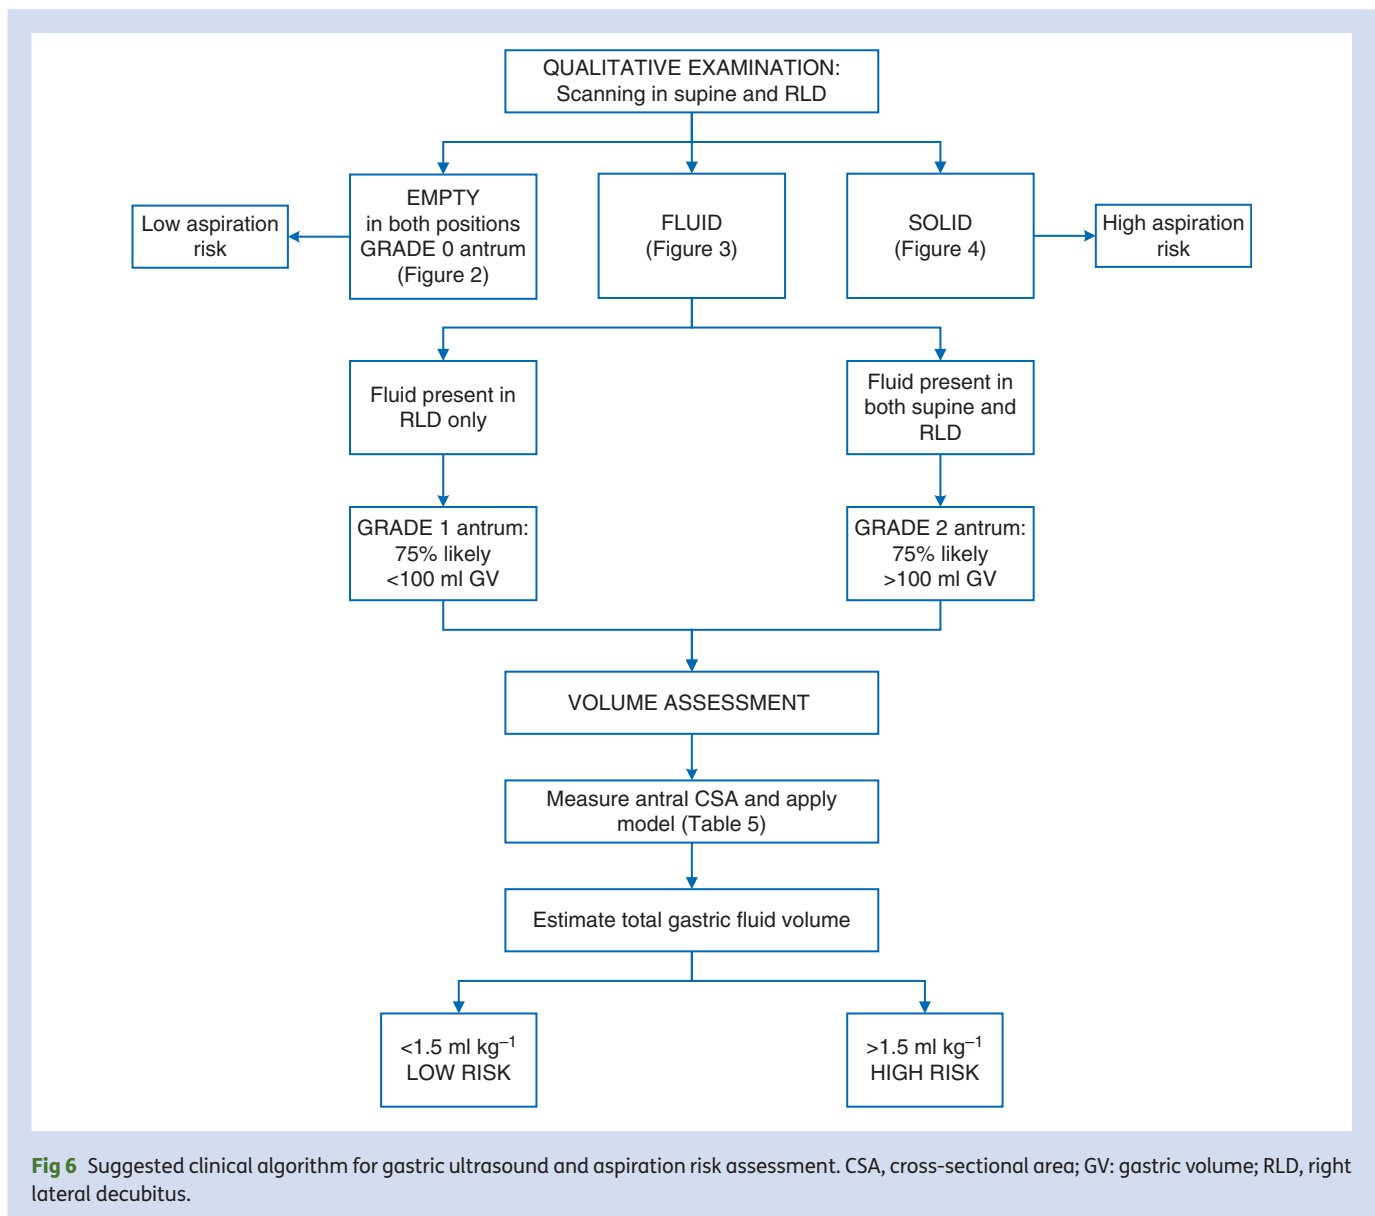 QUALITATIVE EXAMINATION:
Scanning in supine and RLD
EMPTY
in both positions
GRADE 0 antrum
(Figure 2)
Low aspiration
risk
FLUID
(Figure 3)
SOLID
(Figure 4)
High aspiration
risk
Fluid present in
RLD only
Fluid present in
both supine and
RLD
GRADE 1 antrum:
75% likely
<100 ml GV
GRADE 2 antrum:
75% likely
>100 ml GV
VOLUME ASSESSMENT
Measure antral CSA and apply
model (Table 5)
Estimate total gastric fluid volume
<1.5 ml kg⁻¹
LOW RISK
>1.5 ml kg⁻¹
HIGH RISK
Fig 6 Suggested clinical algorithm for gastric ultrasound and aspiration risk assessment. CSA, cross-sectional area; GV: gastric volume; RLD, right
lateral decubitus.